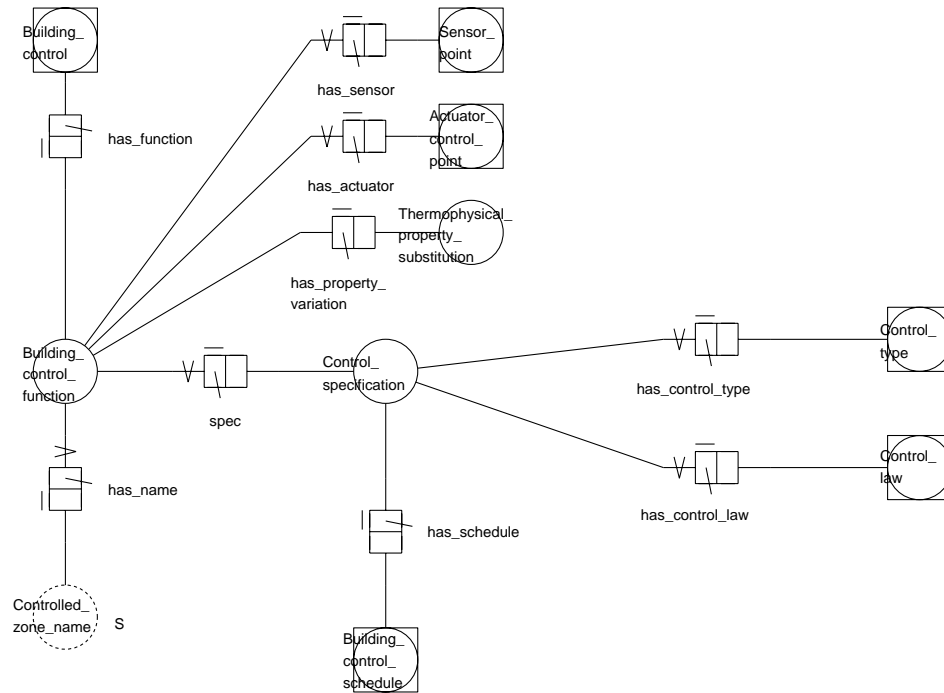 Building_
control
has_function
Sensor_
point
has_sensor
Actuator_
control_
point
has_actuator
Thermophysical_
property_
substitution
has_property_
variation
Building_
control_
function
spec
Control_
specification
Control_
type
has_control_type
Control_
law
has_control_law
has_name
has_schedule
Controlled_
zone_name
S
Building_
control_
schedule